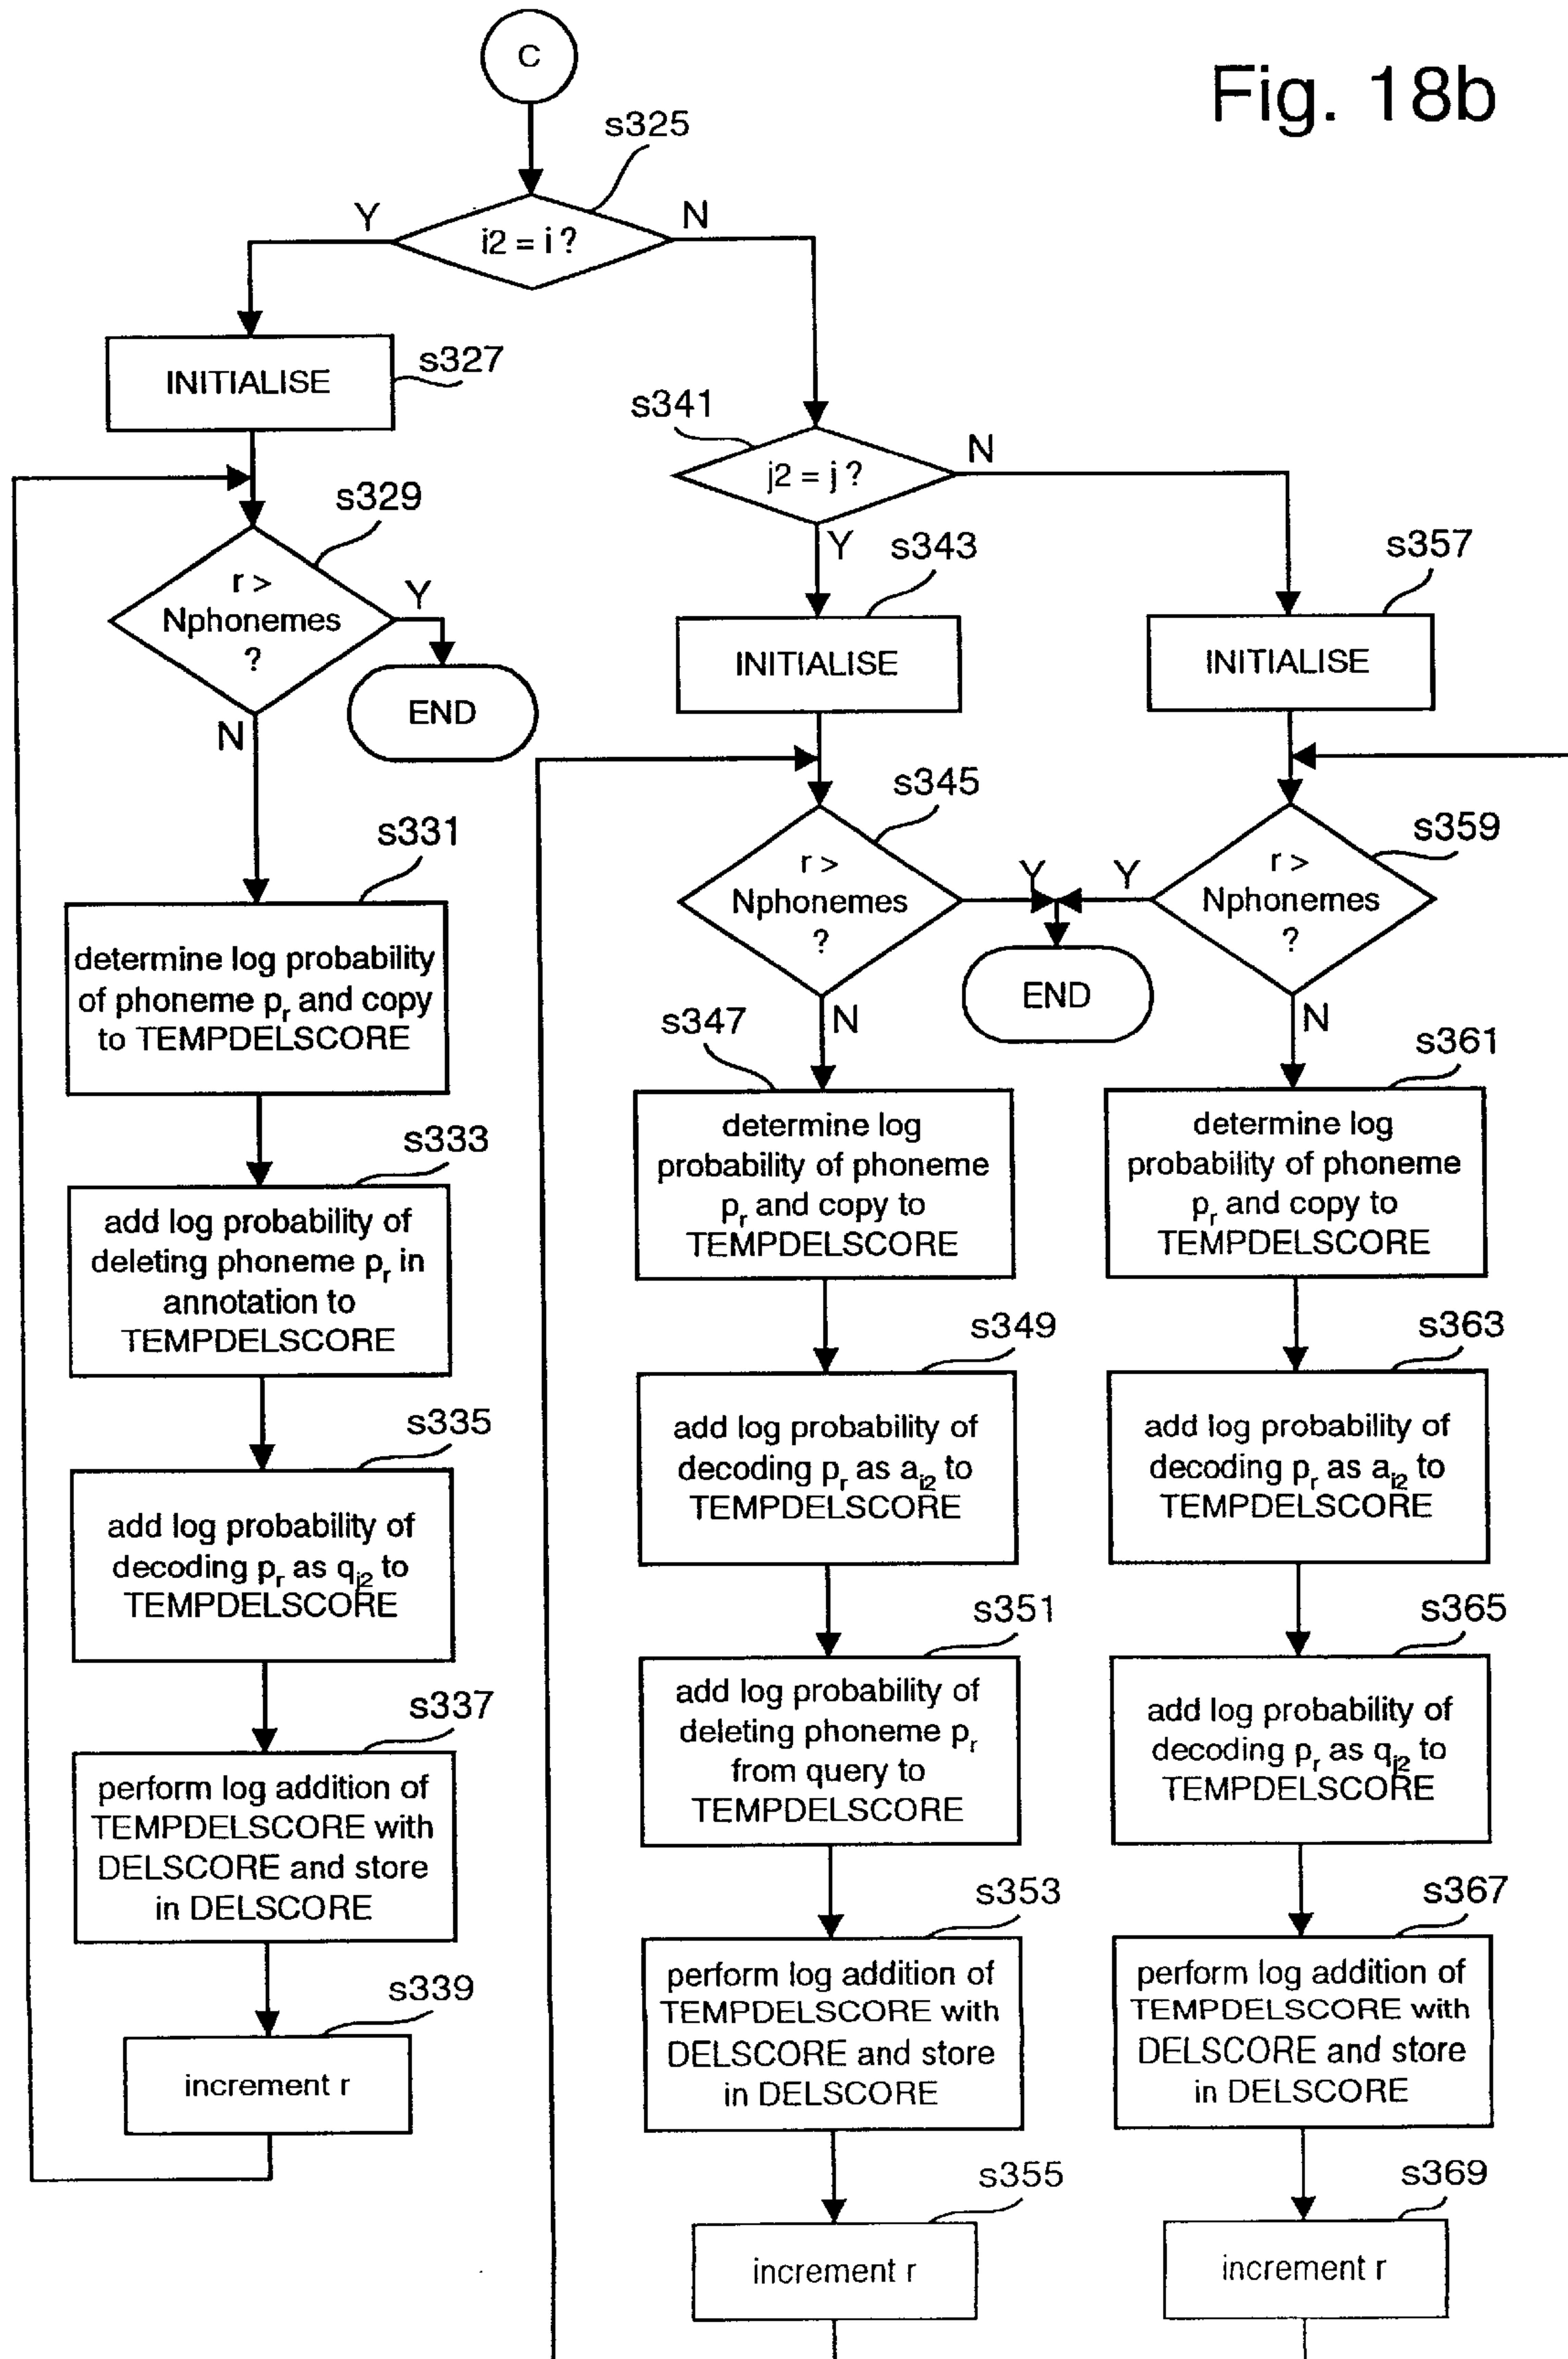 Fig. 18b
C
s325
Y
N
i2 = i ?
INITIALISE
s327
s329
r >
Nphonemes
?
Y
END
N
s331
determine log probability
of phoneme pr and copy
to TEMPDELSCORE
s333
add log probability of
deleting phoneme pr in
annotation to
TEMPDELSCORE
s335
add log probability of
decoding pr as qj2 to
TEMPDELSCORE
s337
perform log addition of
TEMPDELSCORE with
DELSCORE and store
in DELSCORE
s339
increment r
s341
j2 = j ?
N
Y
s343
INITIALISE
s345
r >
Nphonemes
?
Y
END
N
s347
determine log
probability of phoneme
pr and copy to
TEMPDELSCORE
s349
add log probability of
decoding pr as ai2 to
TEMPDELSCORE
s351
add log probability of
deleting phoneme pr
from query to
TEMPDELSCORE
s353
perform log addition of
TEMPDELSCORE with
DELSCORE and store
in DELSCORE
s355
increment r
s357
INITIALISE
s359
r >
Nphonemes
?
Y
N
s361
determine log
probability of phoneme
pr and copy to
TEMPDELSCORE
s363
add log probability of
decoding pr as ai2 to
TEMPDELSCORE
s365
add log probability of
decoding pr as qj2 to
TEMPDELSCORE
s367
perform log addition of
TEMPDELSCORE with
DELSCORE and store
in DELSCORE
s369
increment r